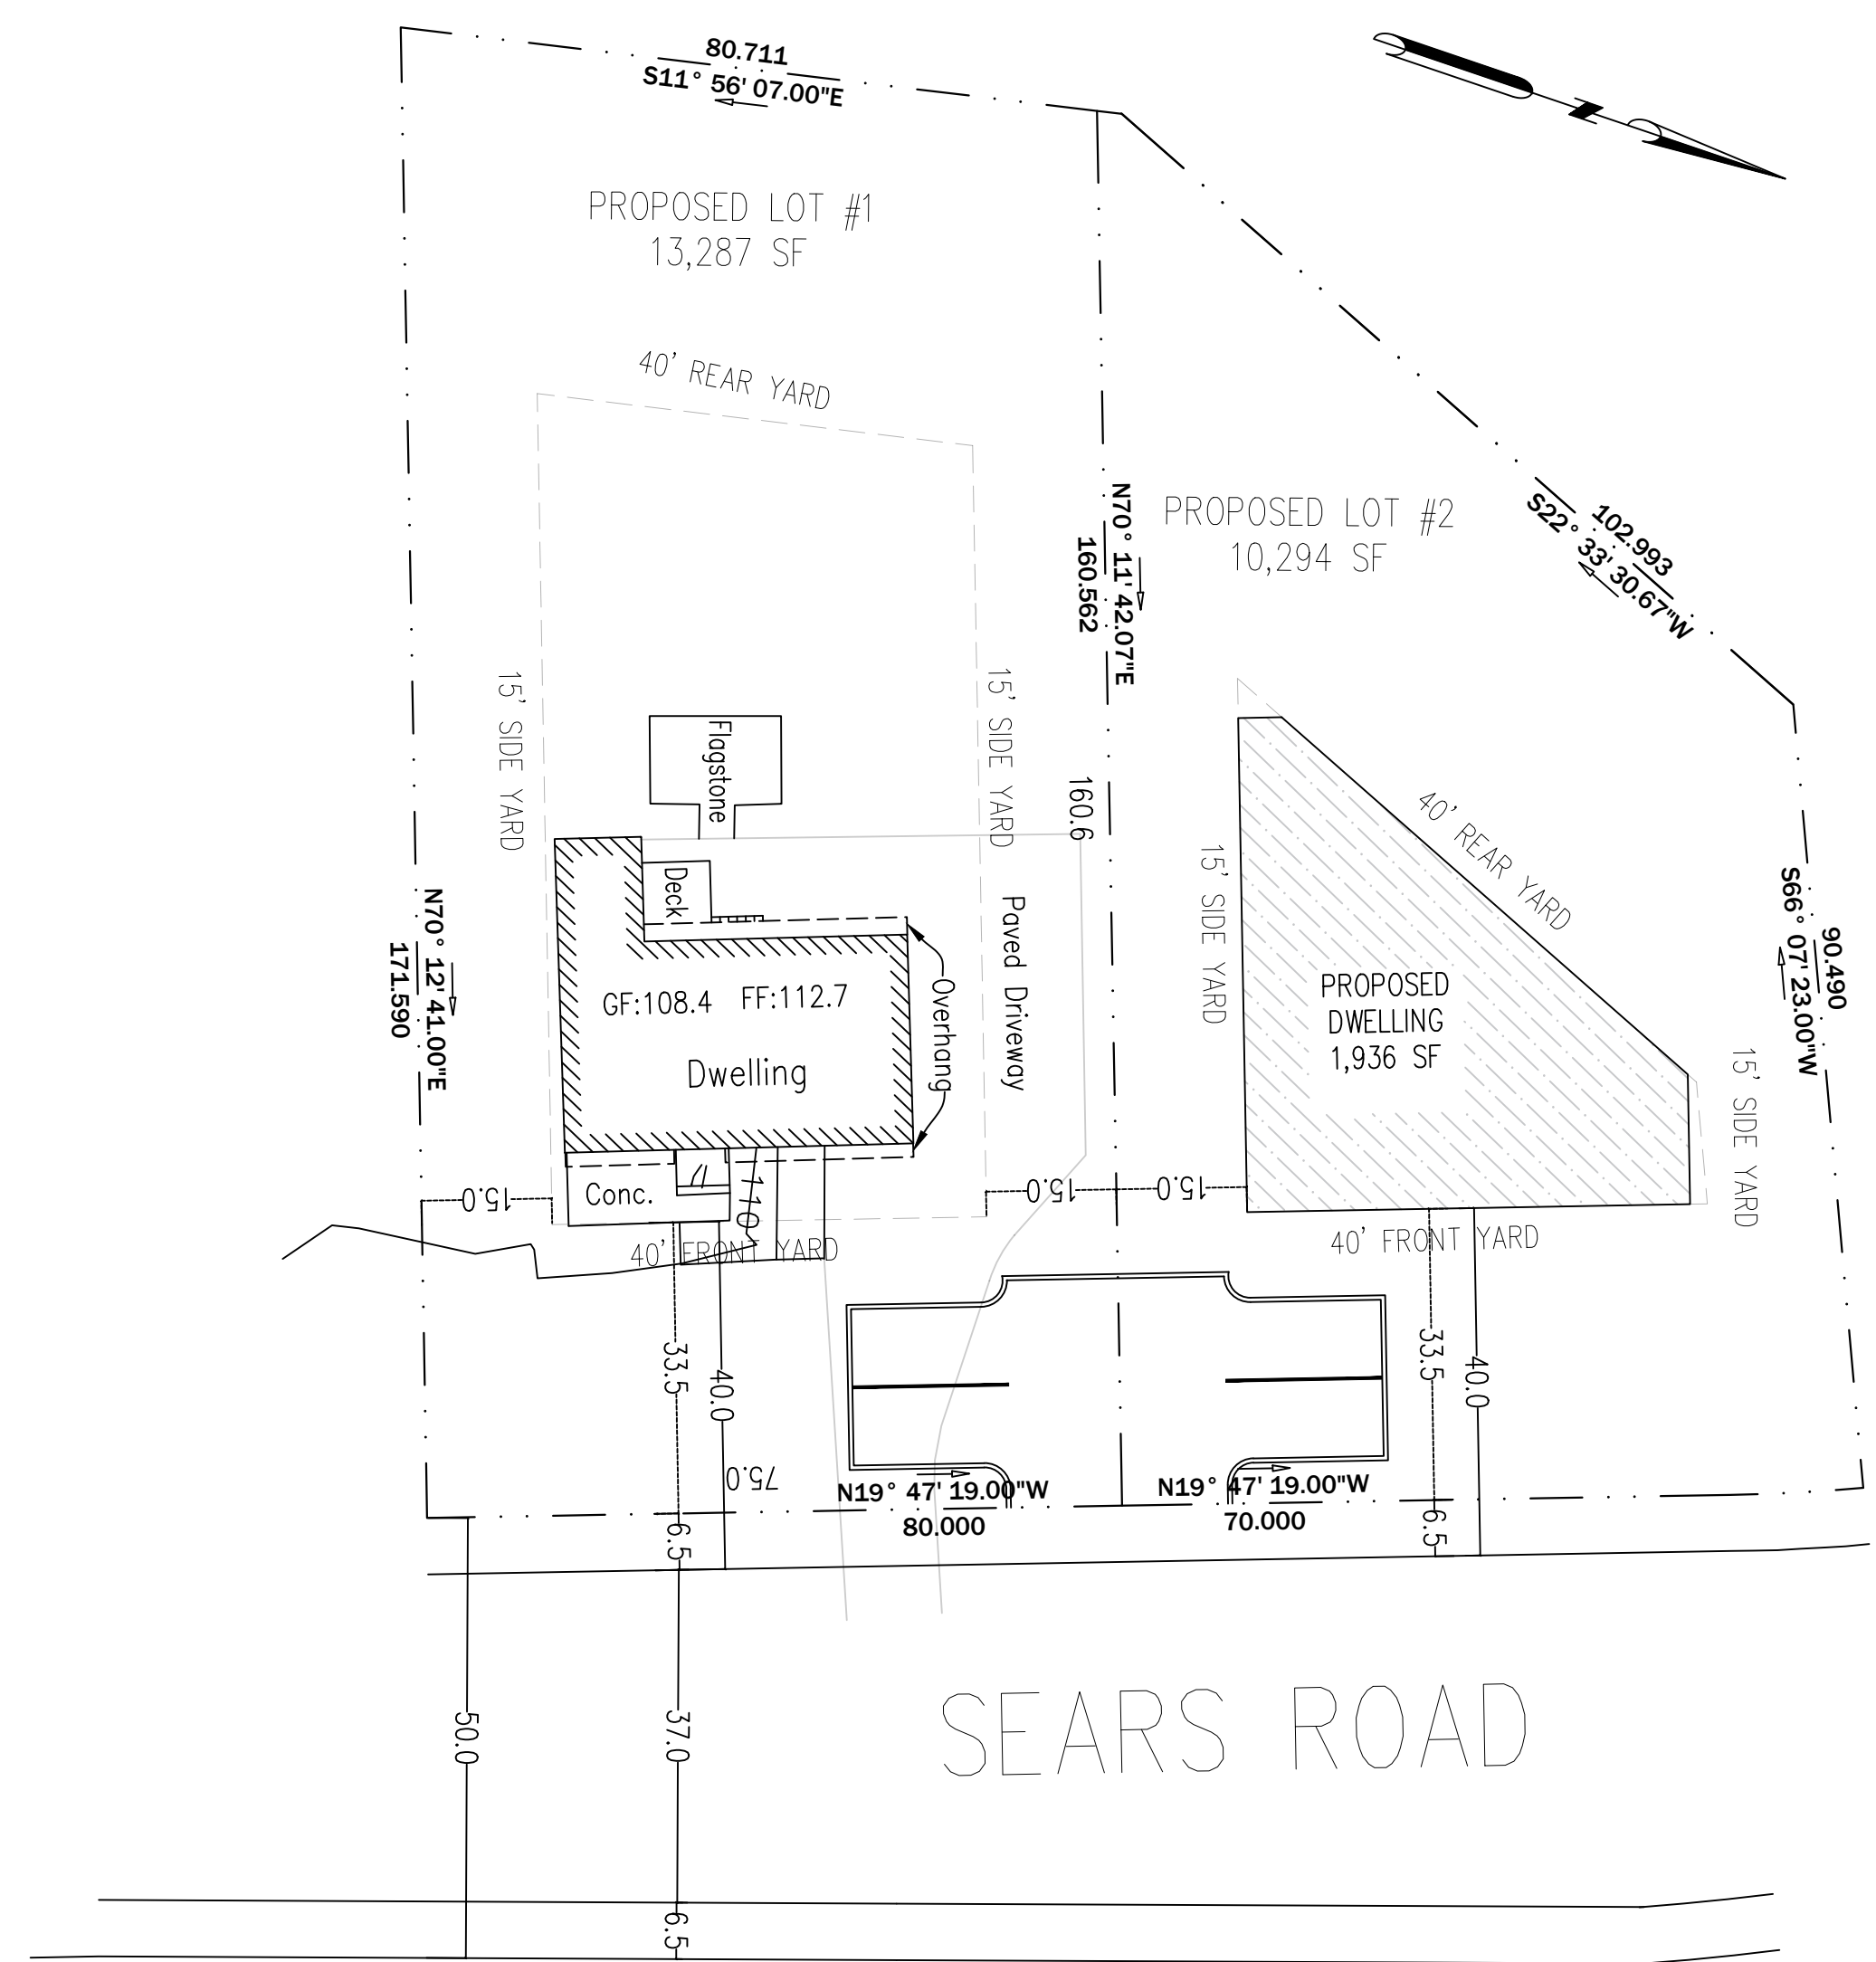 80.711
S11° 56' 07.00"E
PROPOSED LOT #1
13,287 SF
40' REAR YARD
N70° 11' 42.07"E
160.562
PROPOSED LOT #2
10,294 SF
102.993
S22° 33' 30.67"W
15' SIDE YARD
Flagstone
15' SIDE YARD
160.6
40' REAR YARD
15' SIDE YARD
Deck
Paved Driveway
Overhang
N70° 12' 41.00"E
171.590
90.490
S66° 07' 23.00"W
GF:108.4 FF:112.7
Dwelling
PROPOSED
DWELLING
1,936 SF
15' SIDE YARD
Conc.
110
15.0
15.0
15.0
40' FRONT YARD
40' FRONT YARD
33.5
40.0
33.5
40.0
75.0
N19° 47' 19.00"W
80.000
N19° 47' 19.00"W
70.000
6.5
6.5
50.0
37.0
SEARS ROAD
6.5